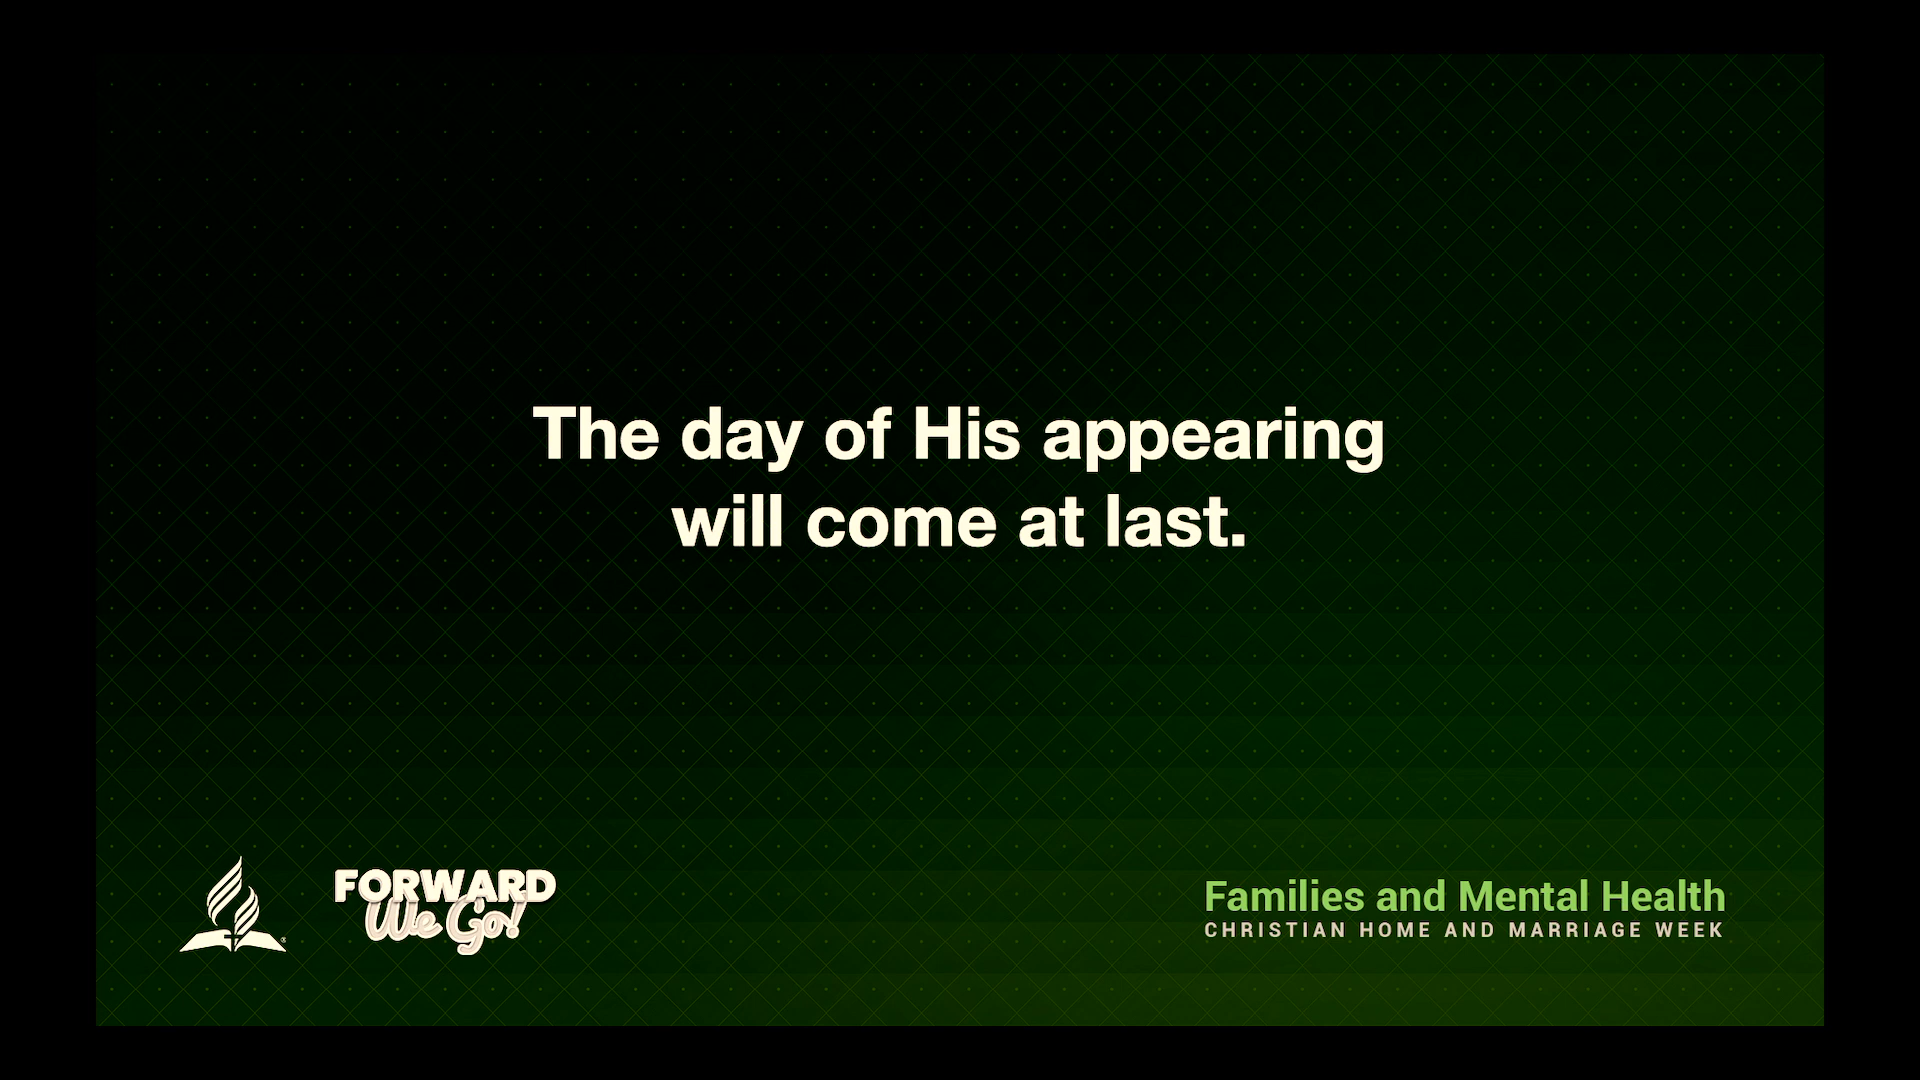 The day of His appearing
will come at last.
FORWARD
We Go!
Families and Mental Health
CHRISTIAN HOME AND MARRIAGE WEEK